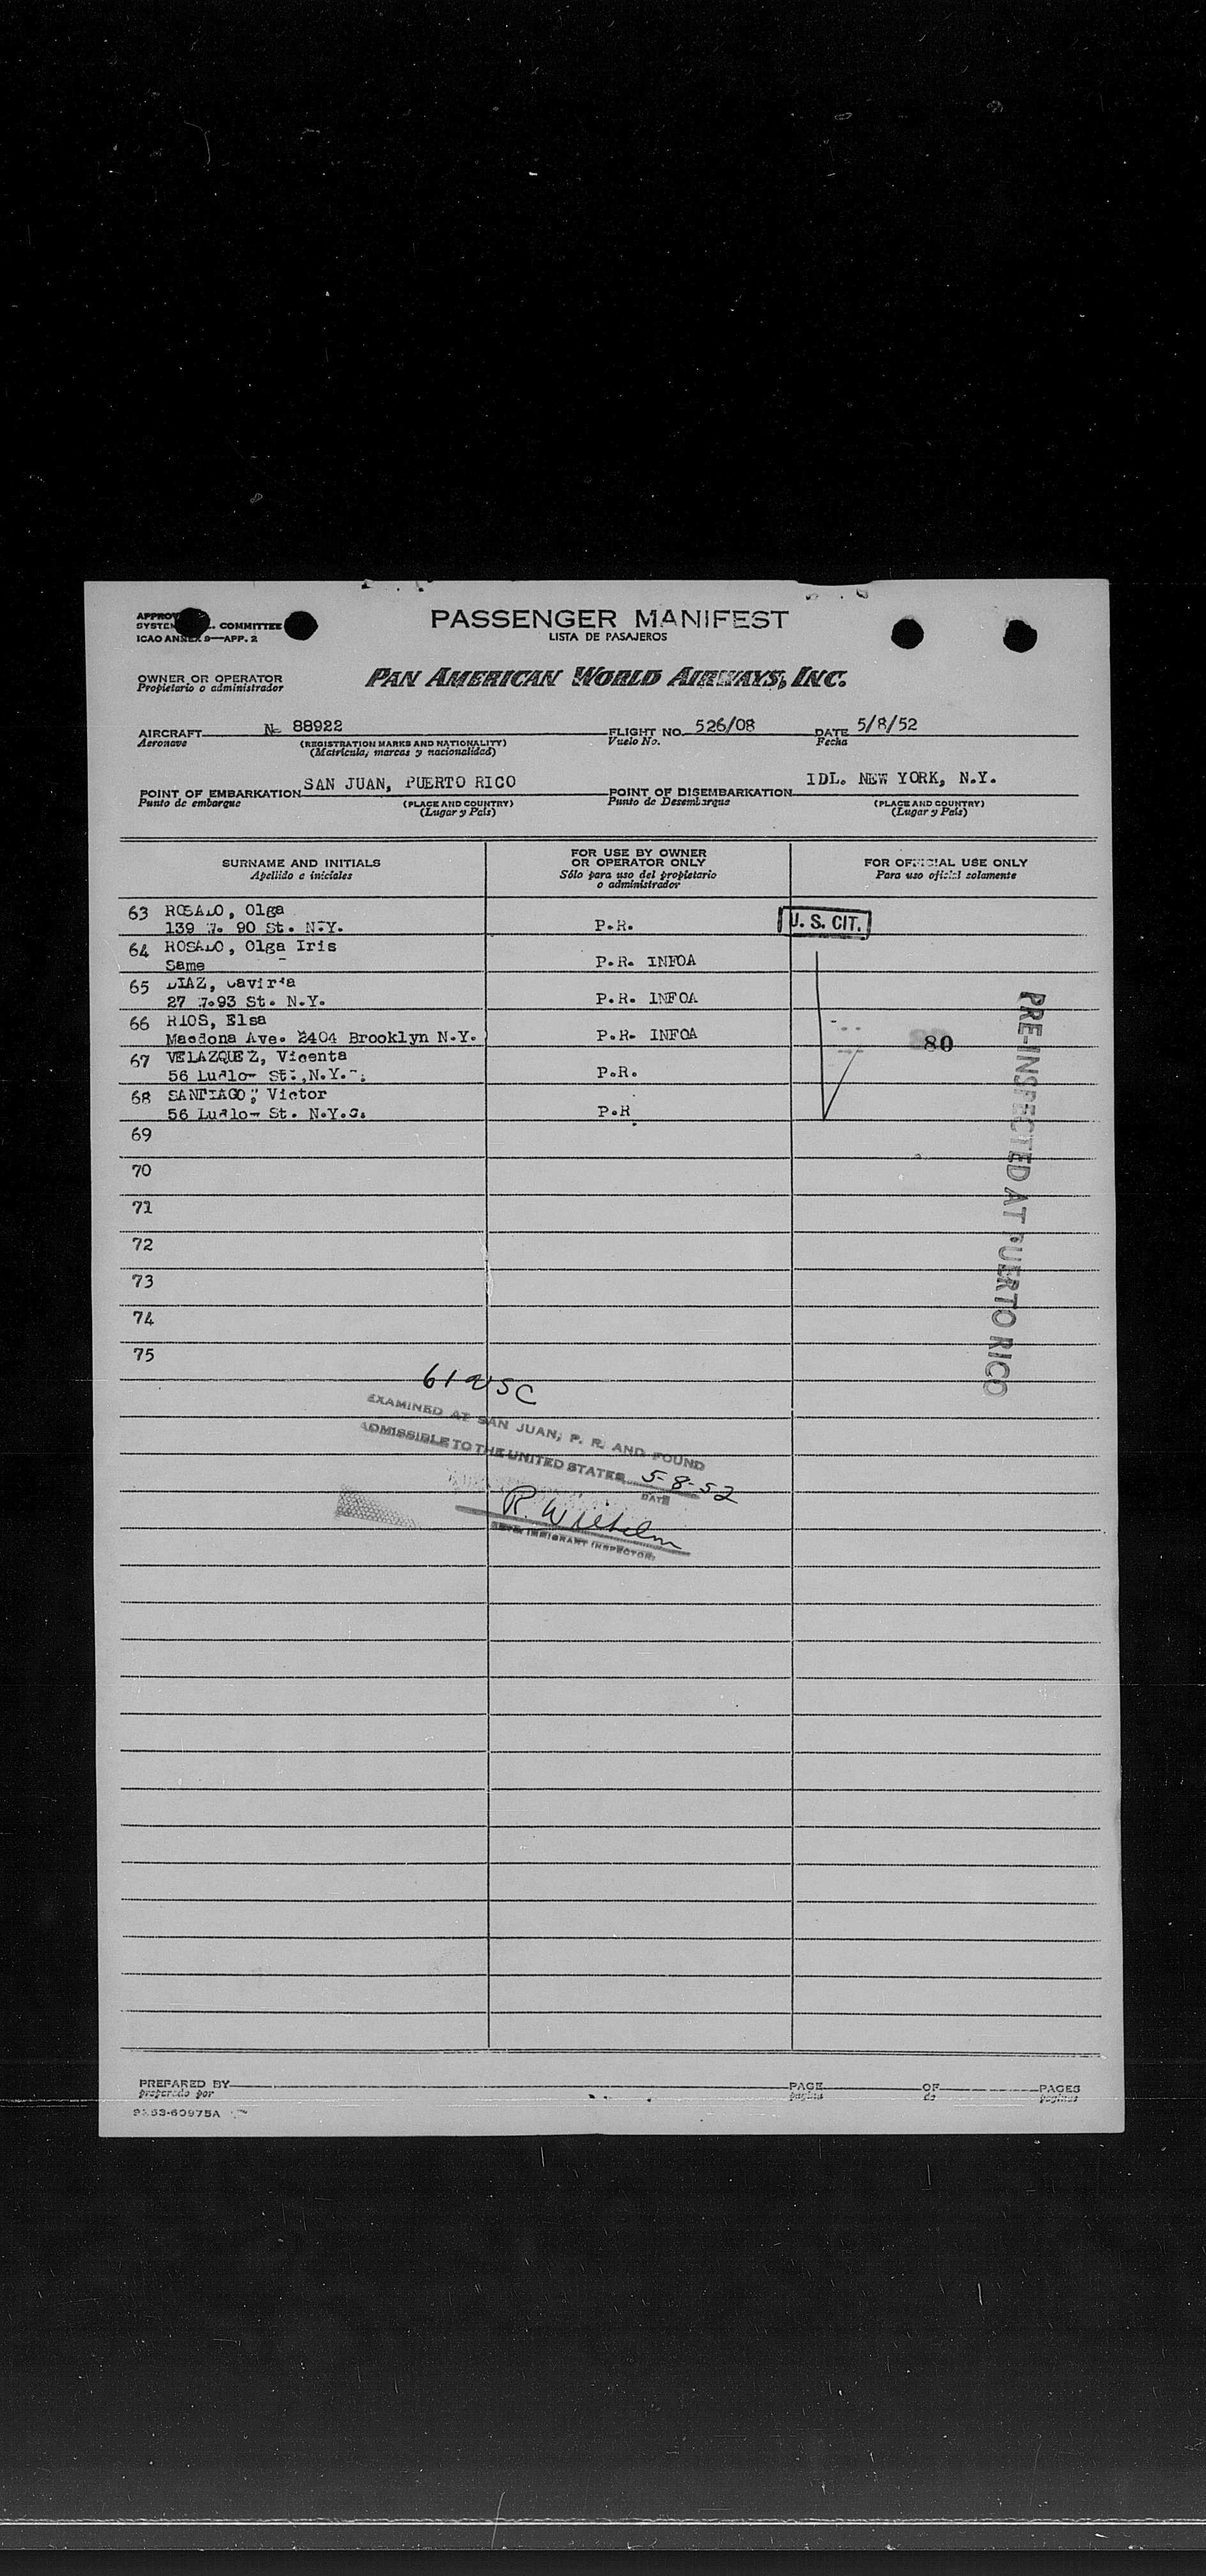 PASSENGER MANIFEST
LISTA DE PASAJEROS
COMMITTEE
ICAO ANNEX 9—APP. 2
OWNER OR OPERATOR
Propietario o administrador
PAN AMERICAN WORLD AIRWAYS, INC.
AIRCRAFT N- 88922 FLIGHT NO. 526/08 DATE 5/8/52
Aeronave (REGISTRATION MARKS AND NATIONALITY) Vuelo No. Fecha
(Matricula, marcas y nacionalidad)
POINT OF EMBARKATION SAN JUAN, PUERTO RICO POINT OF DISEMBARKATION IDL. NEW YORK, N.Y.
Punto de embarque (PLACE AND COUNTRY) Punto de Desembarque (PLACE AND COUNTRY)
(Lugar y País) (Lugar y País)
SURNAME AND INITIALS
Apellido e iniciales
FOR USE BY OWNER
OR OPERATOR ONLY
Sólo para uso del propietario
o administrador
FOR OFFICIAL USE ONLY
Para uso oficial solamente
63 ROSADO, Olga
139 W. 90 St. N.Y. P.R. U. S. CIT.
64 ROSADO, Olga Iris
Same P.R. INFOA
65 DIAZ,
27 W.93 St. N.Y. P.R. INFOA
66 RIOS, Elsa
Macdona Ave. 2404 Brooklyn N.Y. P.R. INFOA
80
67 VELAZQUEZ, Vicenta
56 Ludlow St., N.Y. P.R.
68 SANTIAGO, Victor
56 Ludlow St. N.Y.C. P.R
69
70
71
72
73
74
75
PRE-INSPECTED AT PUERTO RICO
EXAMINED AT SAN JUAN, P. R. AND FOUND
ADMISSIBLE TO THE UNITED STATES 5-8-52
DATE
R. Wilhelm
IMMIGRANT INSPECTOR
PREPARED BY PAGE OF PAGES
preparado por página de páginas